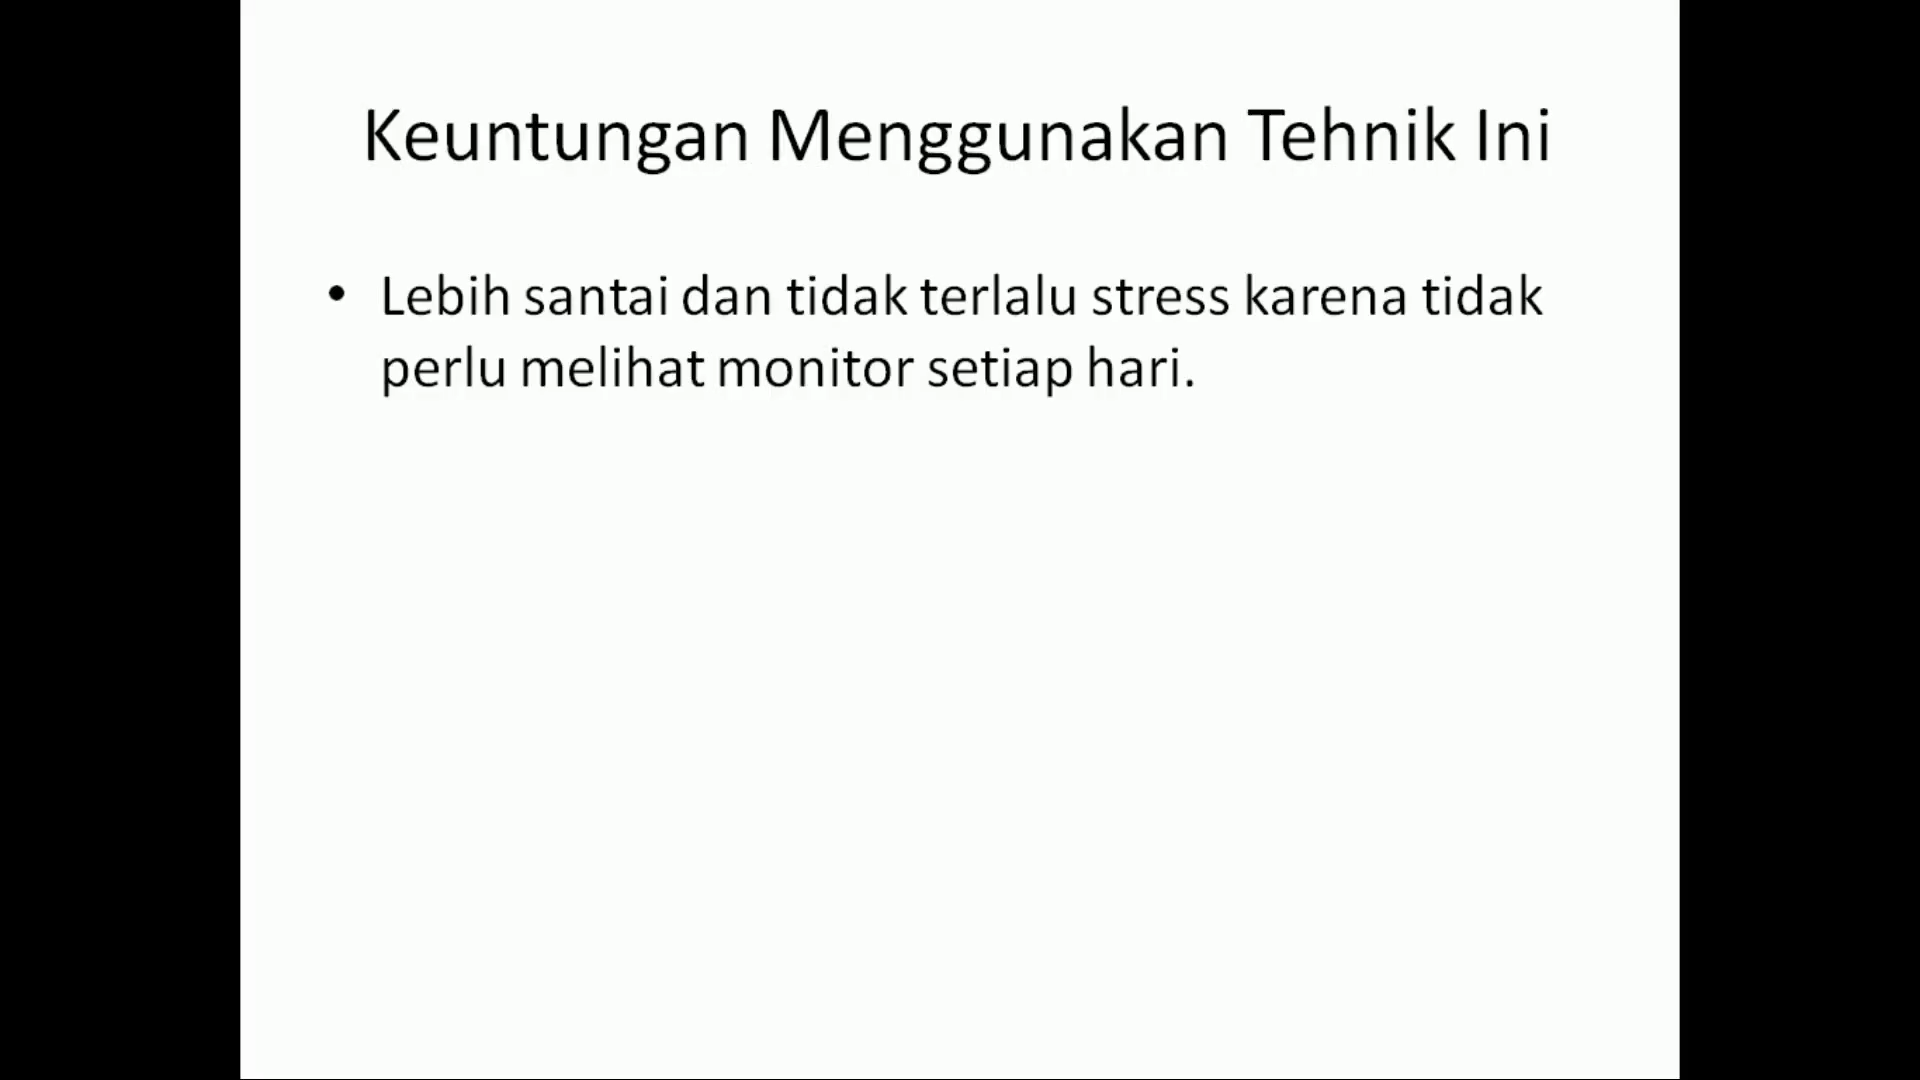 Keuntungan Menggunakan Tehnik Ini
• Lebih santai dan tidak terlalu stress karena tidak
perlu melihat monitor setiap hari.